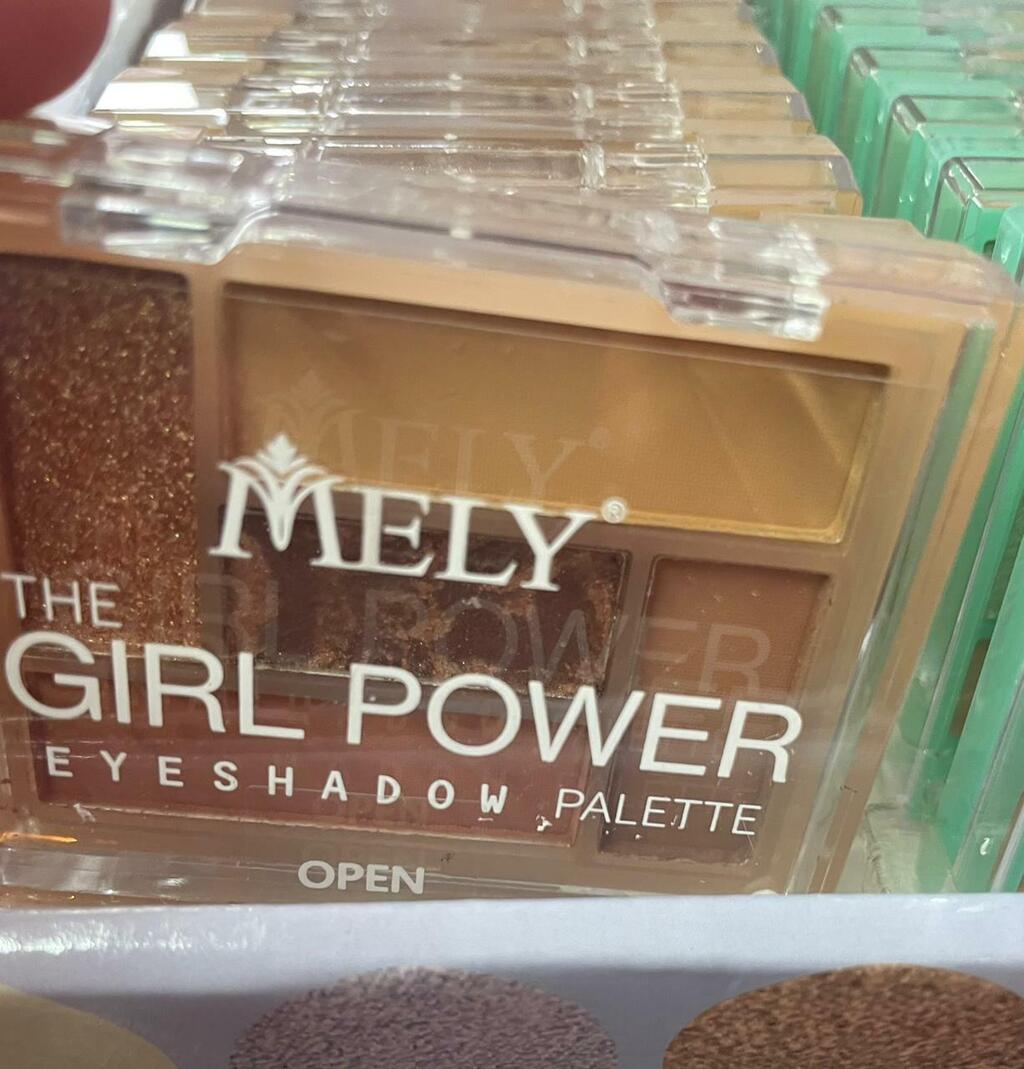 MELY®
THE
GIRL POWER
EYESHADOW PALETTE
OPEN